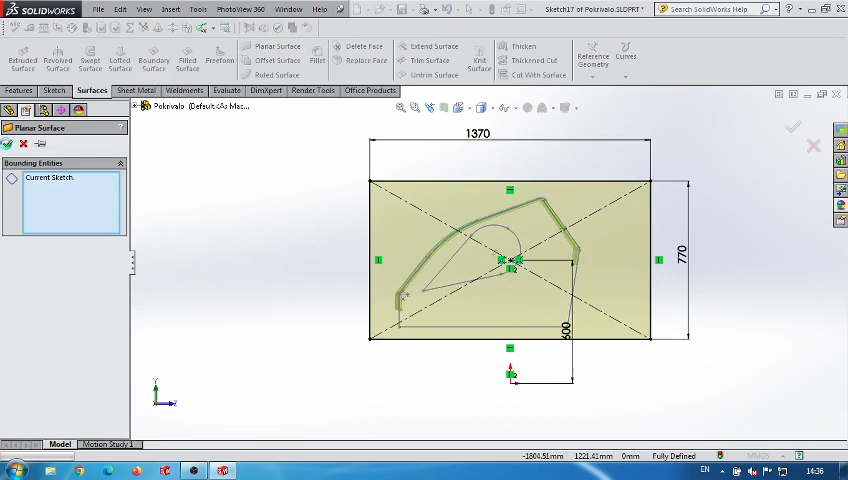 SOLIDWORKS File Edit View Insert Tools PhotoView 360 Window Help Sketch17 of Pokrivalo.SLDPRT * Search SolidWorks Help
Extruded Surface Revolved Surface Swept Surface Lofted Surface Boundary Surface Filled Surface Freeform
Planar Surface Offset Surface Ruled Surface
Fillet
Delete Face Replace Face
Extend Surface Trim Surface Untrim Surface
Knit Surface
Thicken Thickened Cut Cut With Surface
Reference Geometry Curves
Features Sketch Surfaces Sheet Metal Weldments Evaluate DimXpert Render Tools Office Products
Pokrivalo (Default<As Mac...
Planar Surface ?
Bounding Entities
Current Sketch.
1370
770
600
Y
Z
Model Motion Study 1
-1804.51mm 1221.41mm 0mm Fully Defined MMGS
EN 14:36